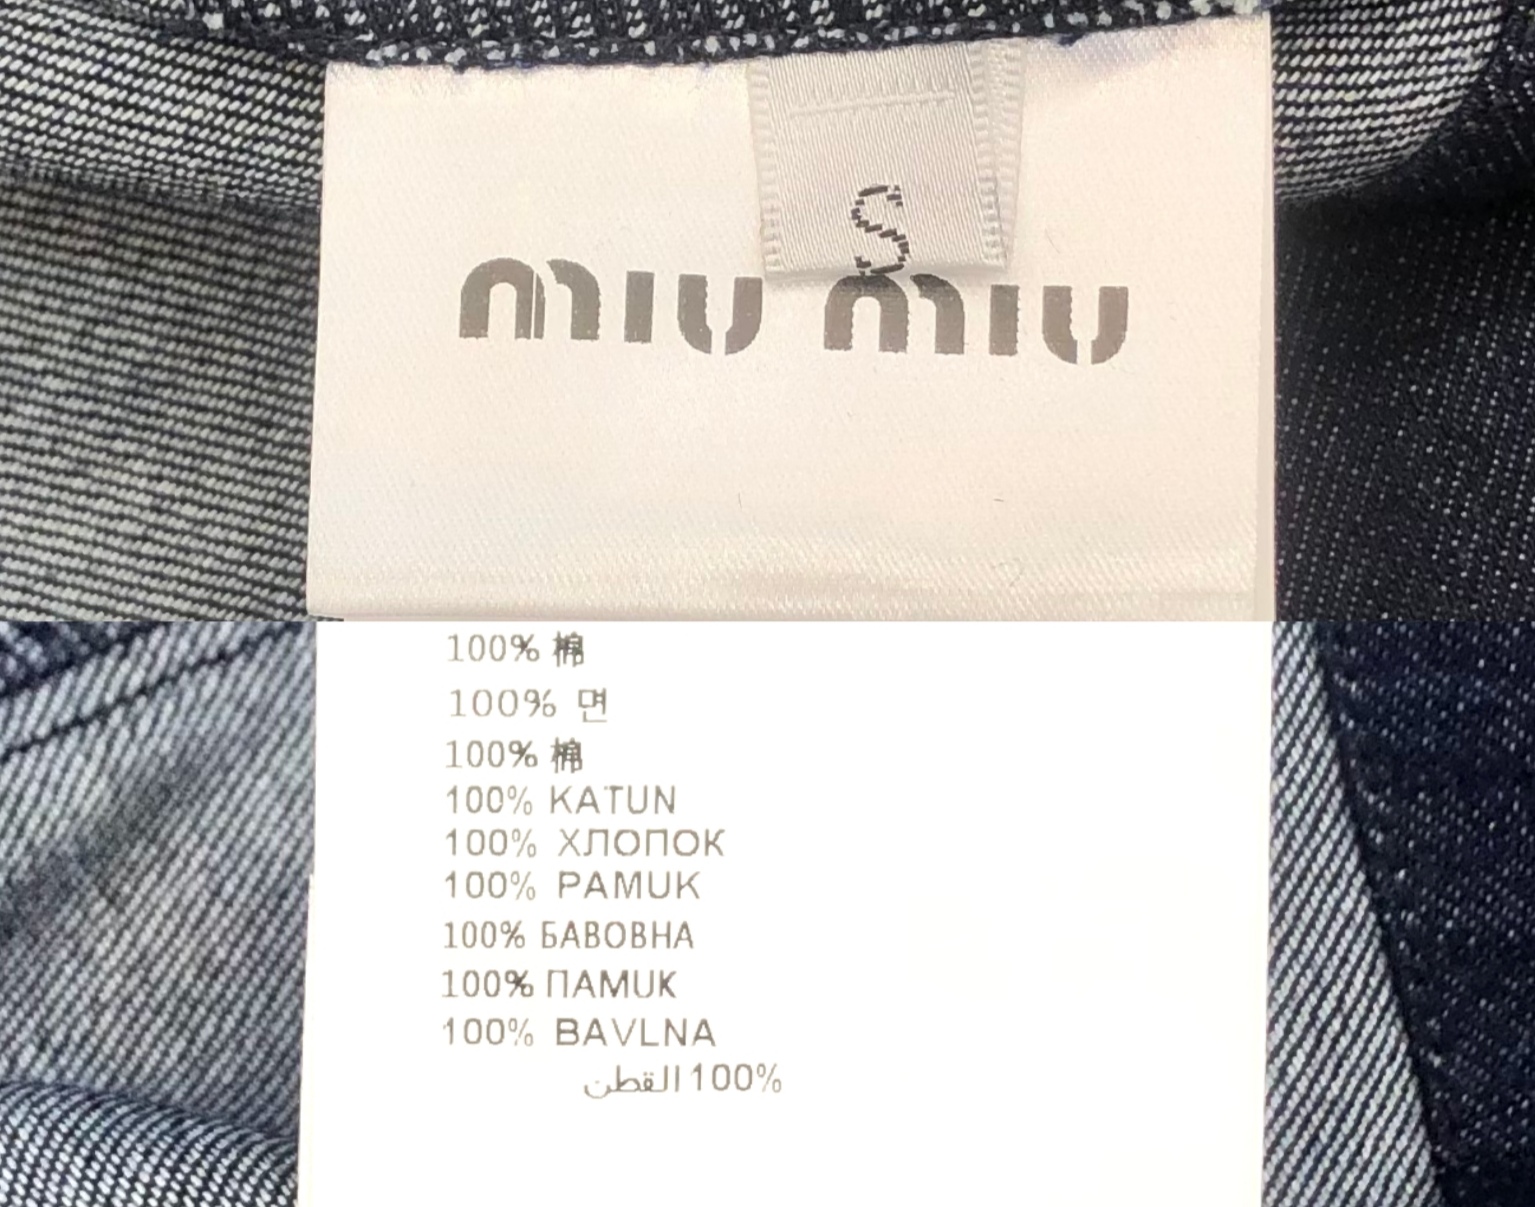 S
miu miu
100% 棉
100% 면
100% 棉
100% KATUN
100% ХЛОПОК
100% PAMUK
100% БАВОВНА
100% ПАМUК
100% BAVLNA
100% القطن